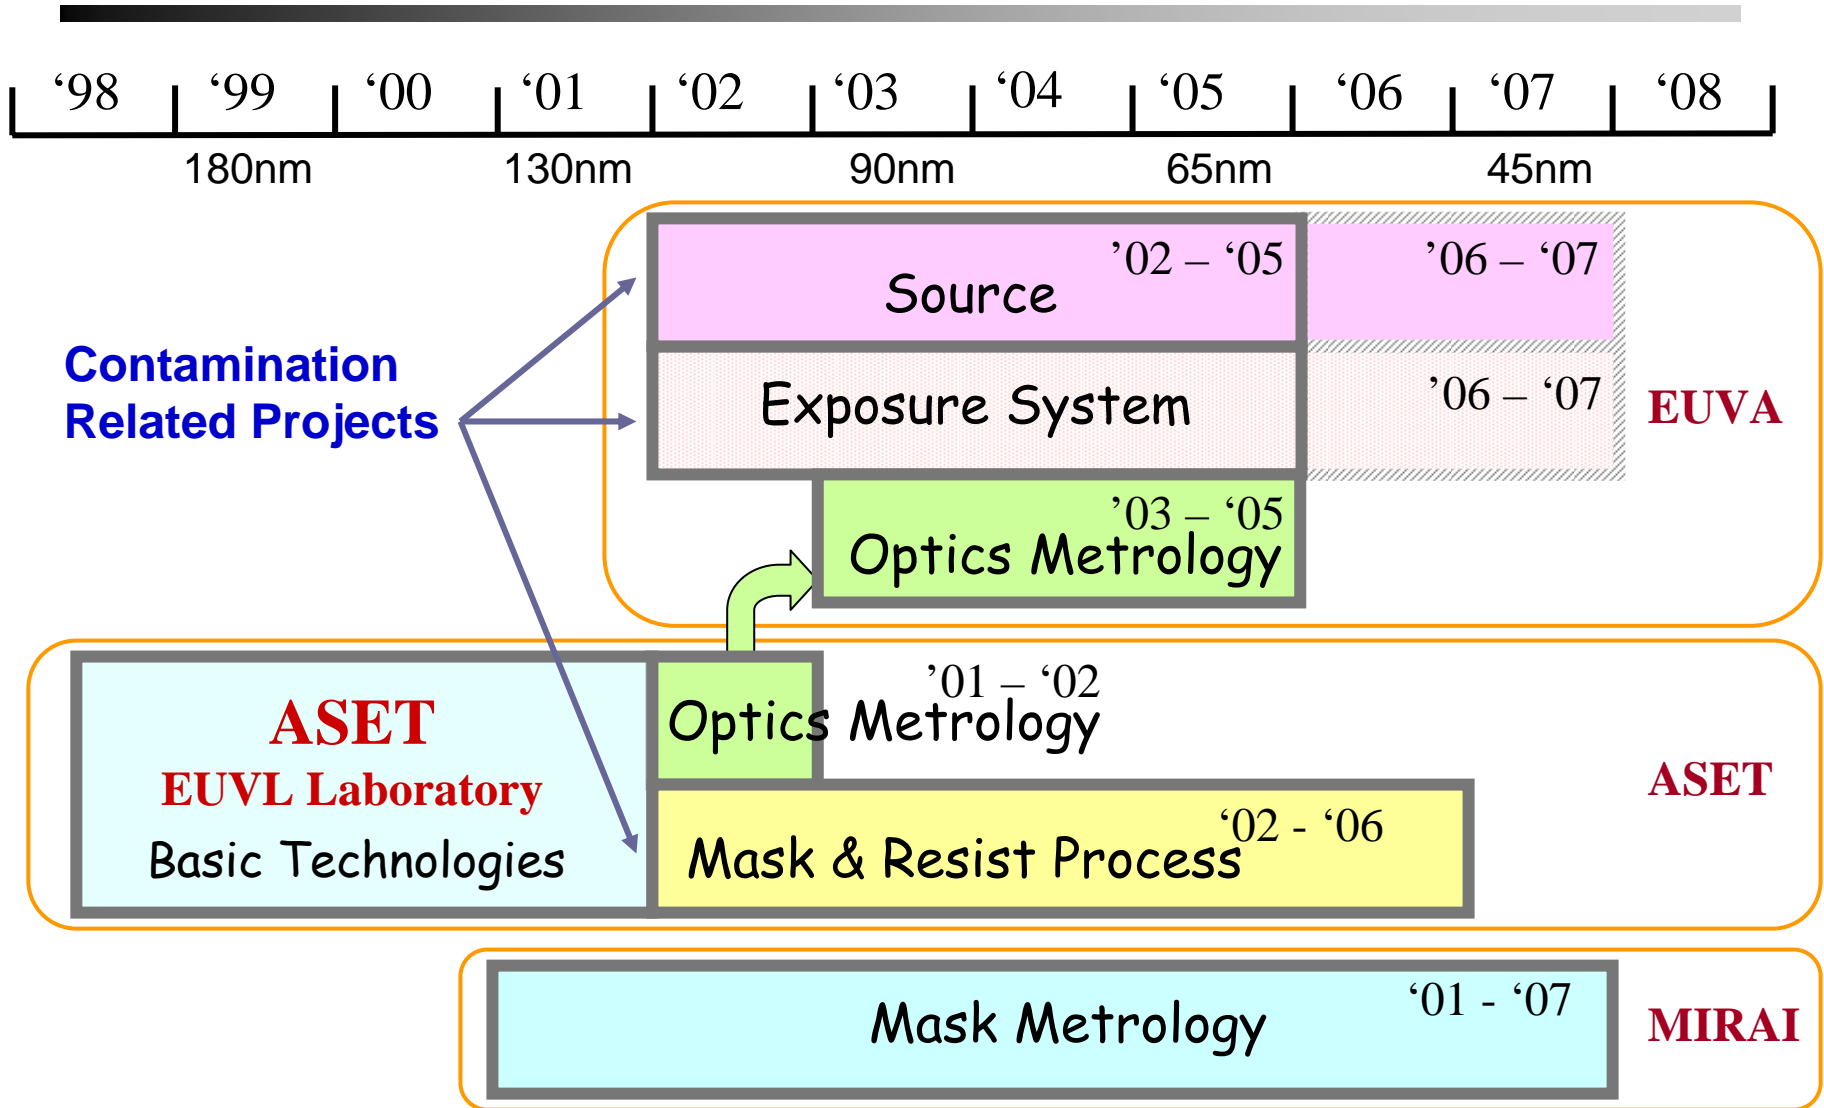 ‘98 ‘99 ‘00 ‘01 ‘02 ‘03 ‘04 ‘05 ‘06 ‘07 ‘08
180nm 130nm 90nm 65nm 45nm
’02 – ‘05 ’06 – ‘07
Source
Contamination
Related Projects
Exposure System
’06 – ‘07
EUVA
’03 – ‘05
Optics Metrology
’01 – ‘02
Optics Metrology
ASET
EUVL Laboratory
Basic Technologies
‘02 - ‘06
Mask & Resist Process
ASET
‘01 - ‘07
Mask Metrology
MIRAI